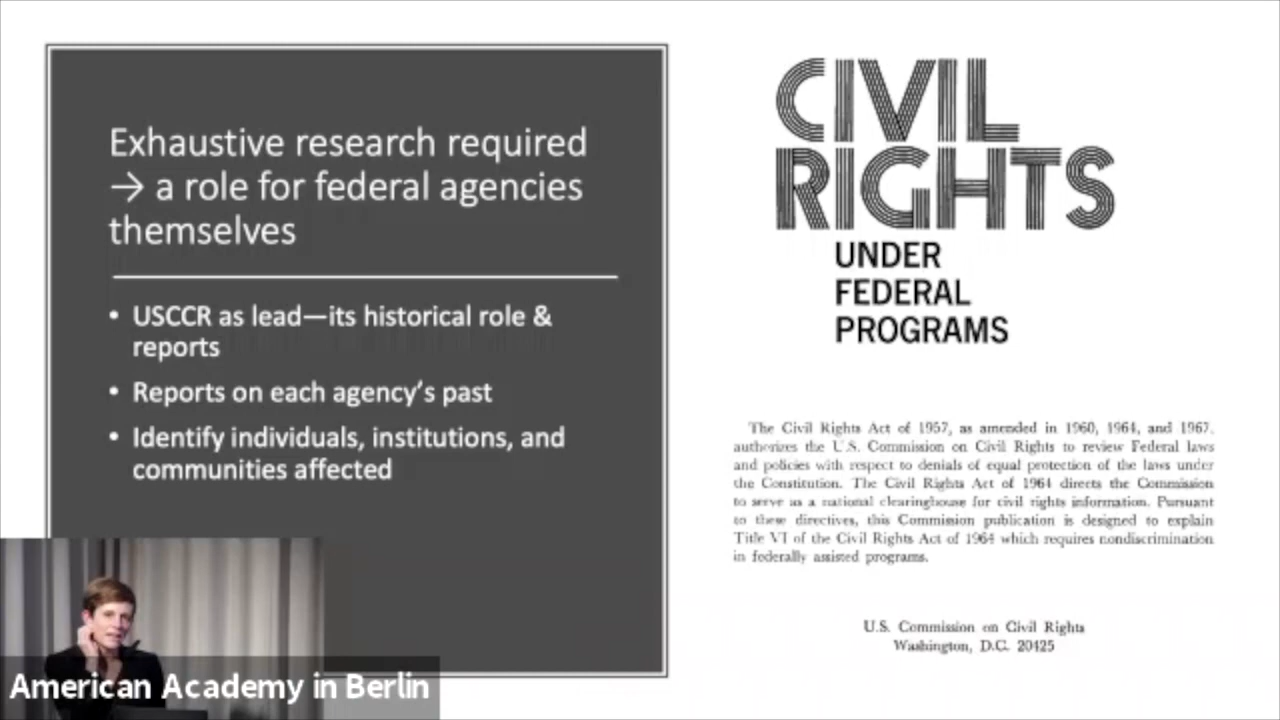 Exhaustive research required
→ a role for federal agencies
themselves
• USCCR as lead—its historical role &
reports
• Reports on each agency's past
• Identify individuals, institutions, and
communities affected
CIVIL
RIGHTS
UNDER
FEDERAL
PROGRAMS
The Civil Rights Act of 1957, as amended in 1960, 1964, and 1967,
authorizes the U.S. Commission on Civil Rights to review Federal laws
and policies with respect to denials of equal protection of the laws under
the Constitution. The Civil Rights Act of 1964 directs the Commission
to serve as a national clearinghouse for civil rights information. Pursuant
to these directives, this Commission publication is designed to explain
Title VI of the Civil Rights Act of 1964 which requires nondiscrimination
in federally assisted programs.
U.S. Commission on Civil Rights
Washington, D.C. 20425
American Academy in Berlin